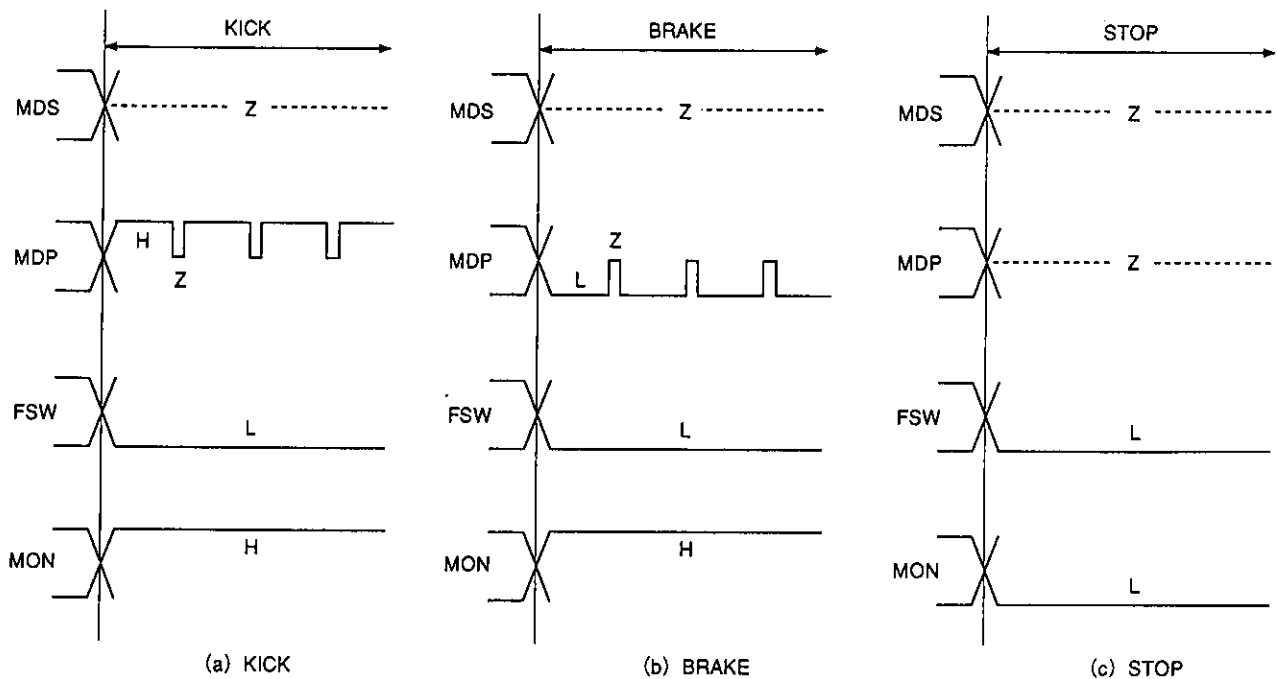 KICK
MDS
Z
MDP
H
Z
FSW
L
MON
H
(a) KICK
BRAKE
MDS
Z
MDP
Z
L
FSW
L
MON
H
(b) BRAKE
STOP
MDS
Z
MDP
Z
FSW
L
MON
L
(c) STOP